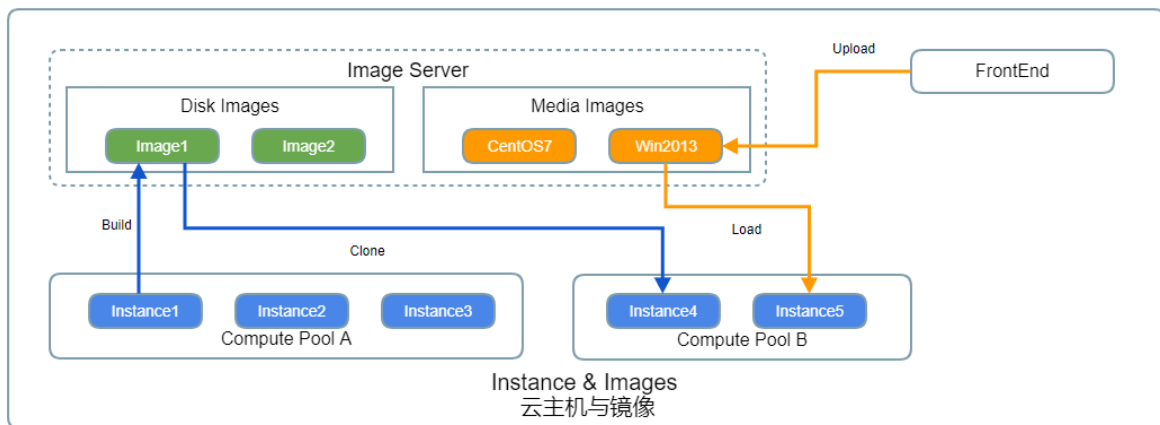 Upload
Image Server
FrontEnd
Disk Images
Media Images
Image1
Image2
CentOS7
Win2013
Build
Load
Clone
Instance1
Instance2
Instance3
Instance4
Instance5
Compute Pool A
Compute Pool B
Instance & Images
云主机与镜像